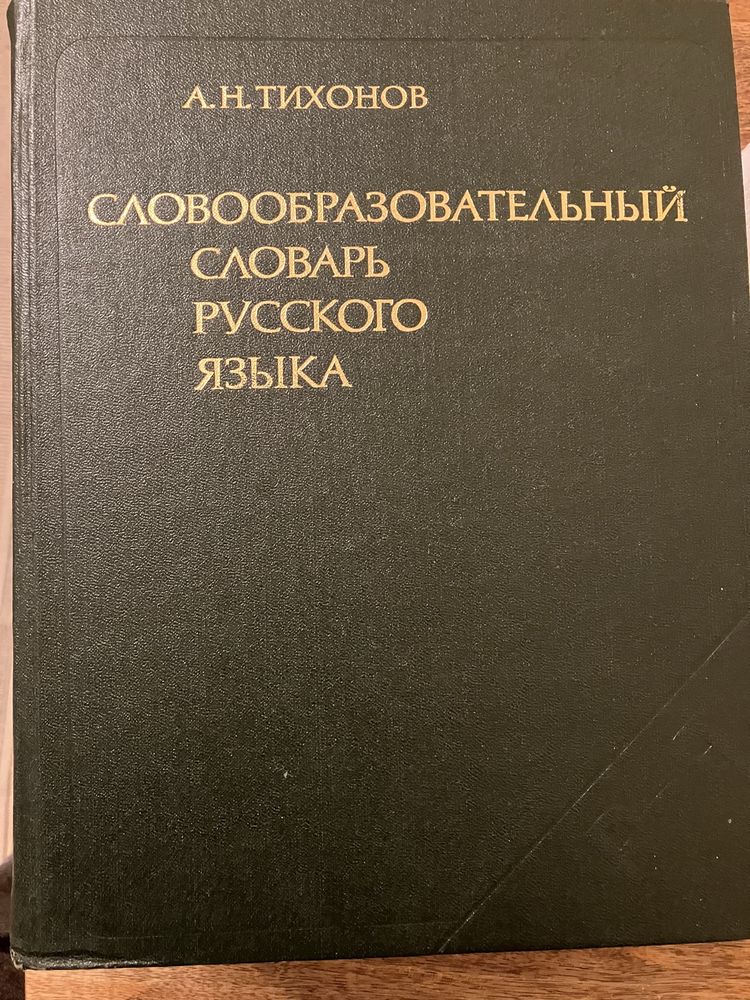 А. Н. ТИХОНОВ
СЛОВООБРАЗОВАТЕЛЬНЫЙ
СЛОВАРЬ
РУССКОГО
ЯЗЫКА